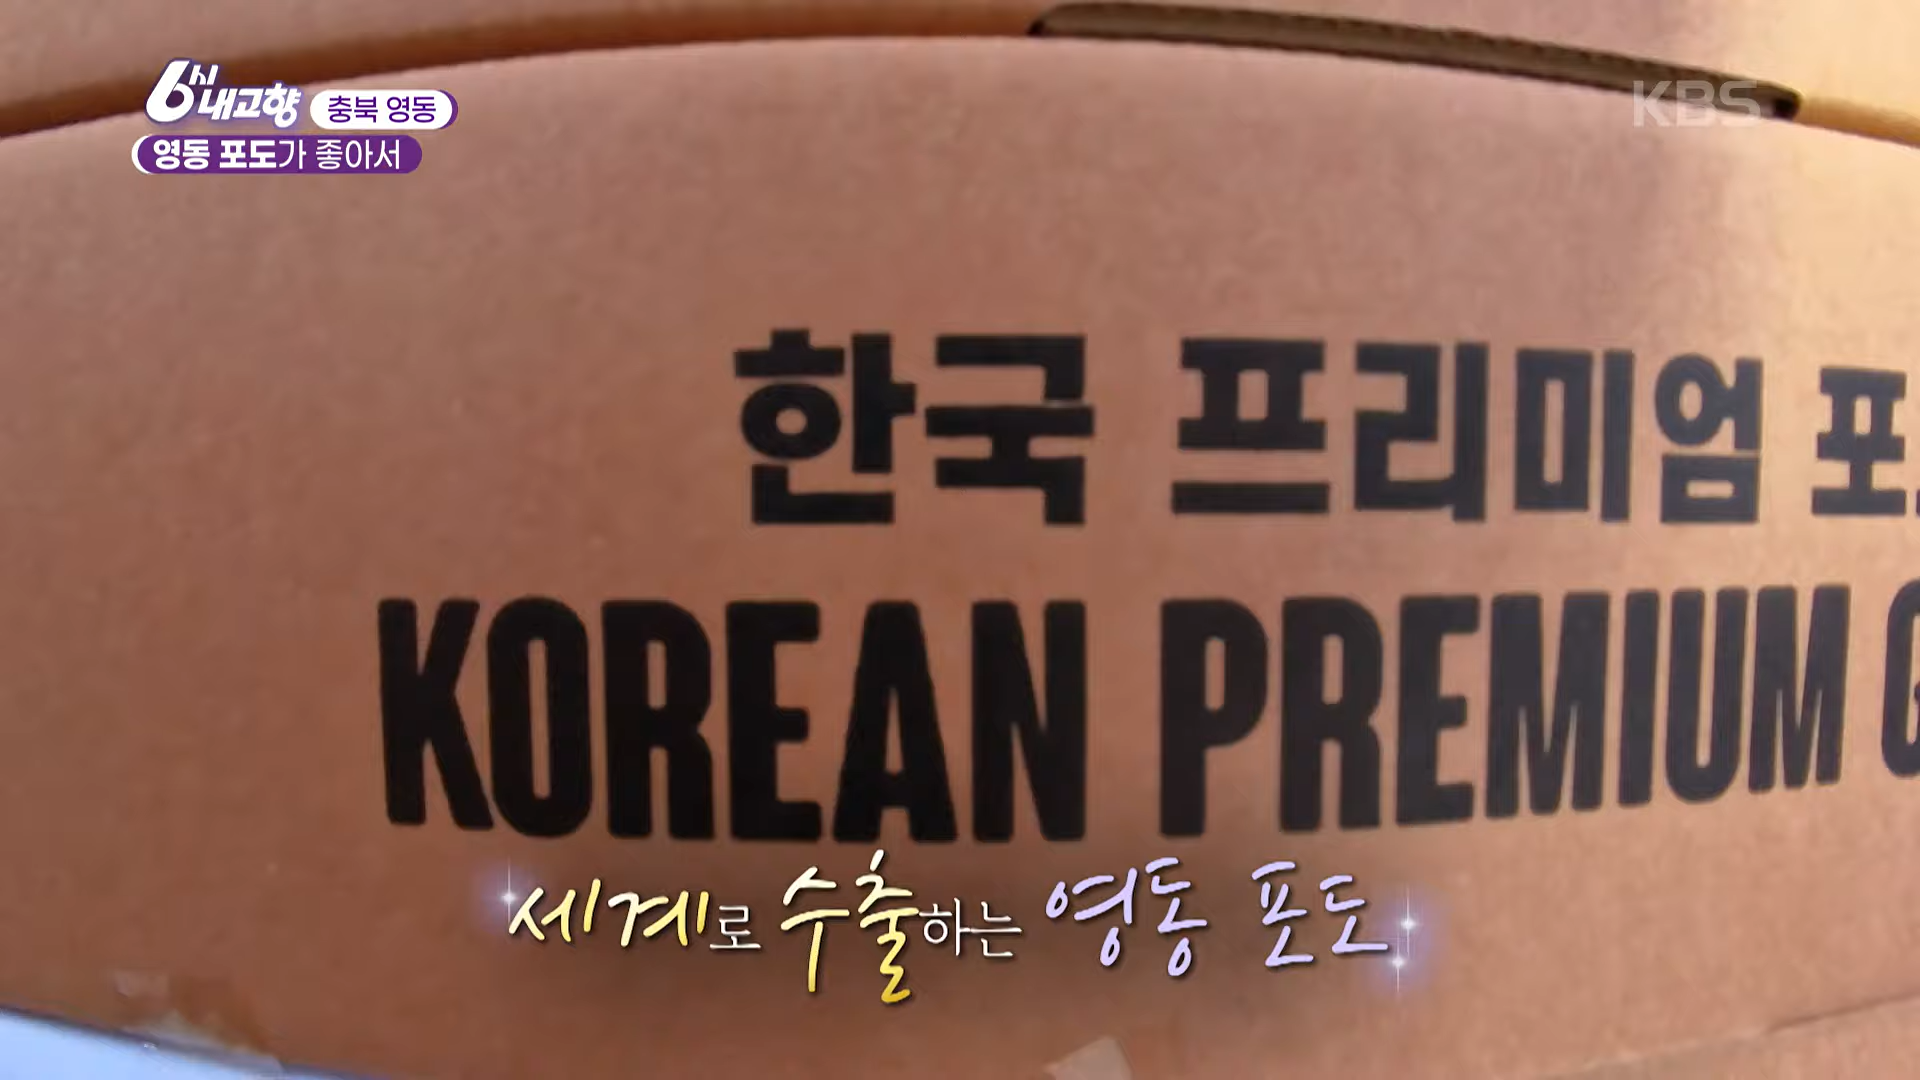 6시 내고향 충북 영동
영동 포도가 좋아서
KBS
한국 프리미엄 포
KOREAN PREMIUM G
세계로 수출하는 영동 포도